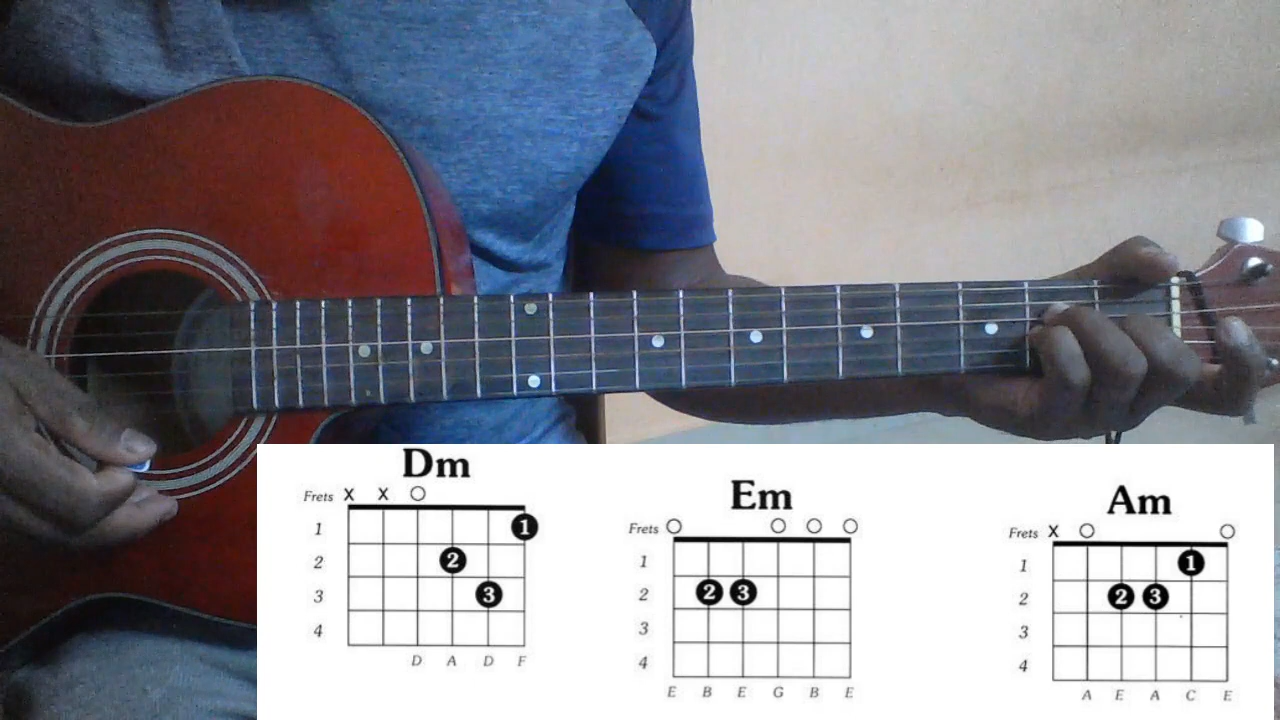 Dm
Frets x x
1 1
2 2
3 3
4
D A D F
Em
Frets
1
2 2 3
3
4
E B E G B E
Am
Frets x
1 1
2 2 3
3
4
A E A C E